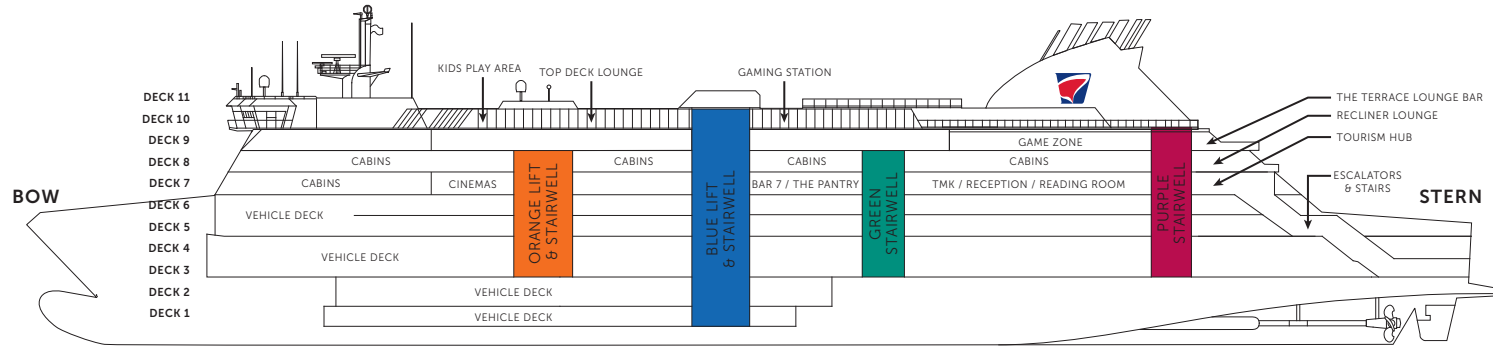 KIDS PLAY AREA
TOP DECK LOUNGE
GAMING STATION
DECK 11
THE TERRACE LOUNGE BAR
DECK 10
RECLINER LOUNGE
DECK 9
GAME ZONE
TOURISM HUB
DECK 8
CABINS
CABINS
CABINS
CABINS
DECK 7
CABINS
CINEMAS
BAR 7 / THE PANTRY
TMK / RECEPTION / READING ROOM
ESCALATORS
& STAIRS
BOW
STERN
DECK 6
VEHICLE DECK
DECK 5
DECK 4
VEHICLE DECK
DECK 3
ORANGE LIFT
& STAIRWELL
BLUE LIFT
& STAIRWELL
GREEN
STAIRWELL
PURPLE
STAIRWELL
DECK 2
VEHICLE DECK
DECK 1
VEHICLE DECK